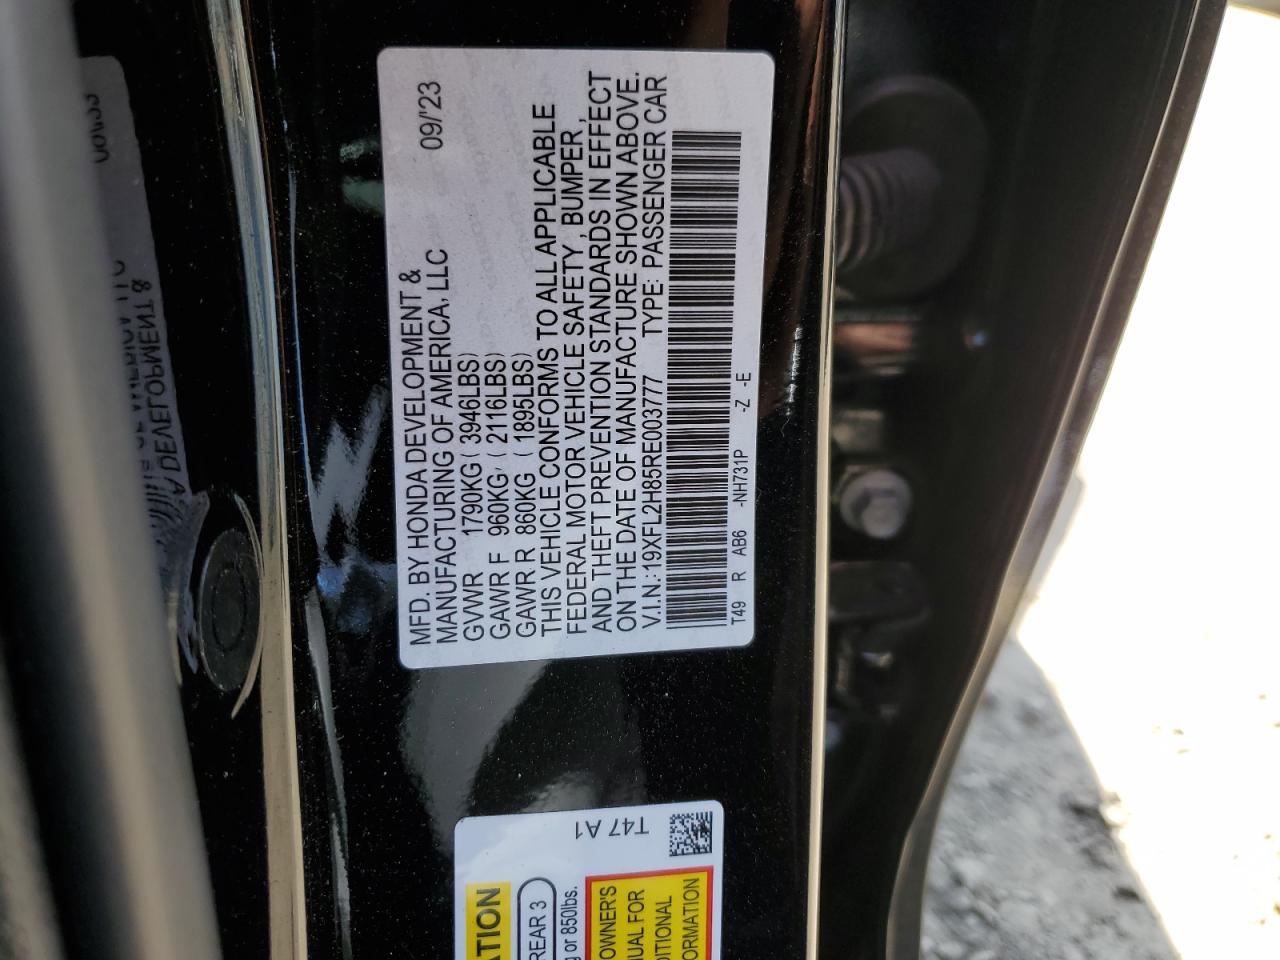 MFD. BY HONDA DEVELOPMENT & 09/'23
MANUFACTURING OF AMERICA, LLC
GVWR 1790KG ( 3946LBS)
GAWR F 960KG ( 2116LBS)
GAWR R 860KG ( 1895LBS)
THIS VEHICLE CONFORMS TO ALL APPLICABLE
FEDERAL MOTOR VEHICLE SAFETY , BUMPER ,
AND THEFT PREVENTION STANDARDS IN EFFECT
ON THE DATE OF MANUFACTURE SHOWN ABOVE.
V.I.N.: 19XFL2H85RE003777 TYPE: PASSENGER CAR
T49 R AB6 -NH731P -Z -E
T47 A1
ATION
REAR 3
g or 850lbs.
OWNER'S
UAL FOR
DITIONAL
ORMATION
DEVELOPMENT &